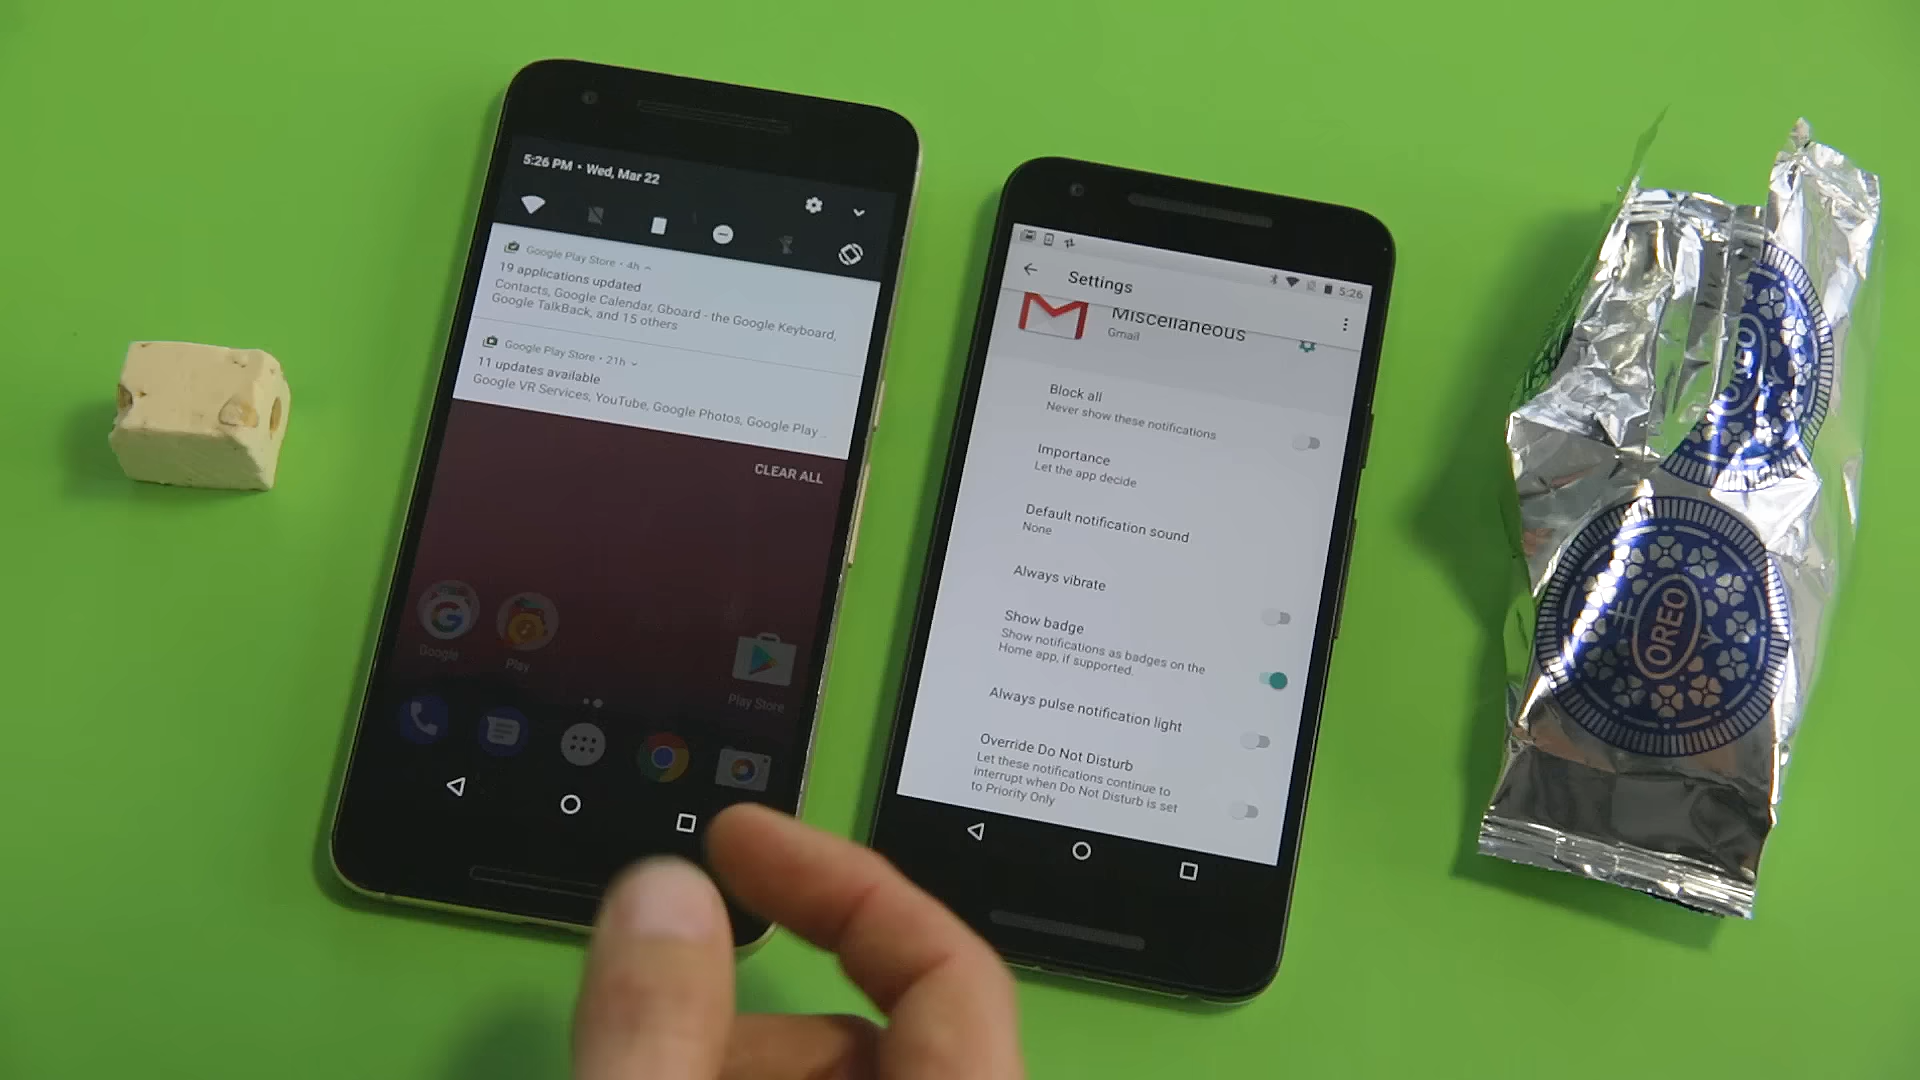 5:26 PM • Wed, Mar 22
Google Play Store • 4h
19 applications updated
Contacts, Google Calendar, Gboard - the Google Keyboard,
Google TalkBack, and 15 others
Google Play Store • 21h
11 updates available
Google VR Services, YouTube, Google Photos, Google Play ..
CLEAR ALL
Google
Play
Play Store
5:26
Settings
Miscellaneous
Gmail
Block all
Never show these notifications
Importance
Let the app decide
Default notification sound
None
Always vibrate
Show badge
Show notifications as badges on the
Home app, if supported.
Always pulse notification light
Override Do Not Disturb
Let these notifications continue to
interrupt when Do Not Disturb is set
to Priority Only
OREO
OREO